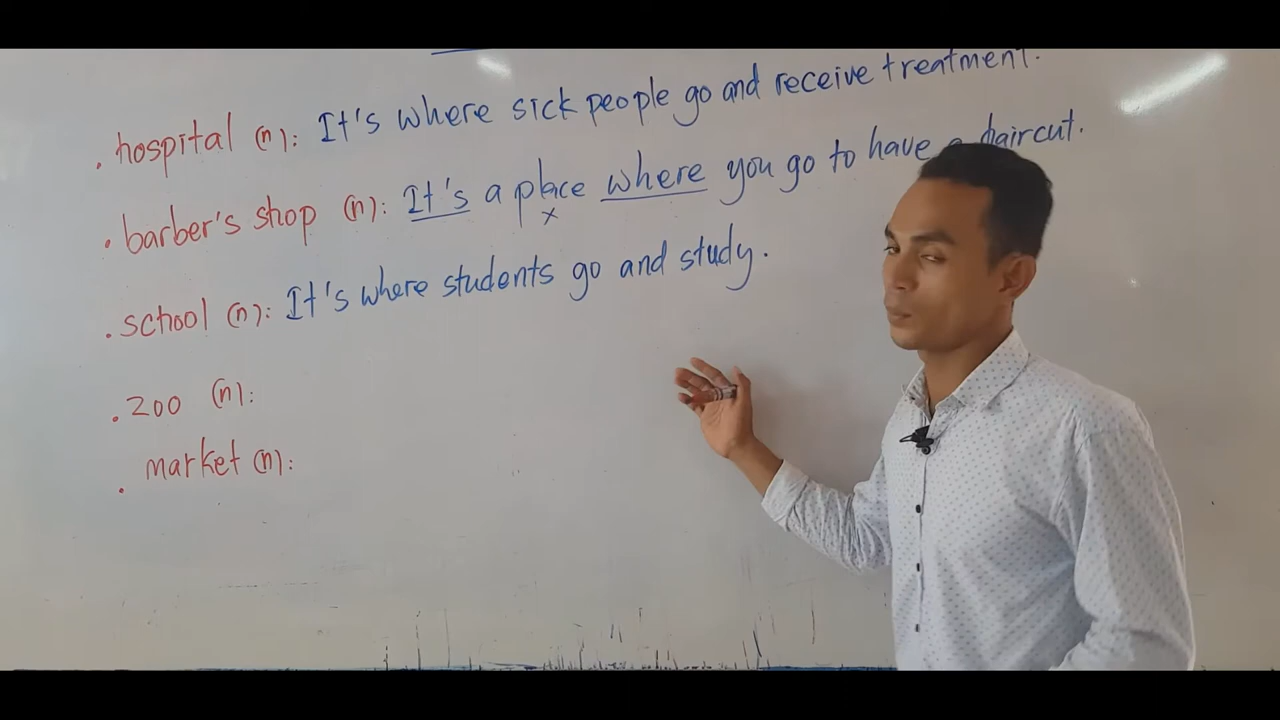 . hospital (n): It's where sick people go and receive treatment.
. barber's shop (n): It's a place where you go to have a haircut.
x
. school (n): It's where students go and study.
. zoo (n):
. market (n):